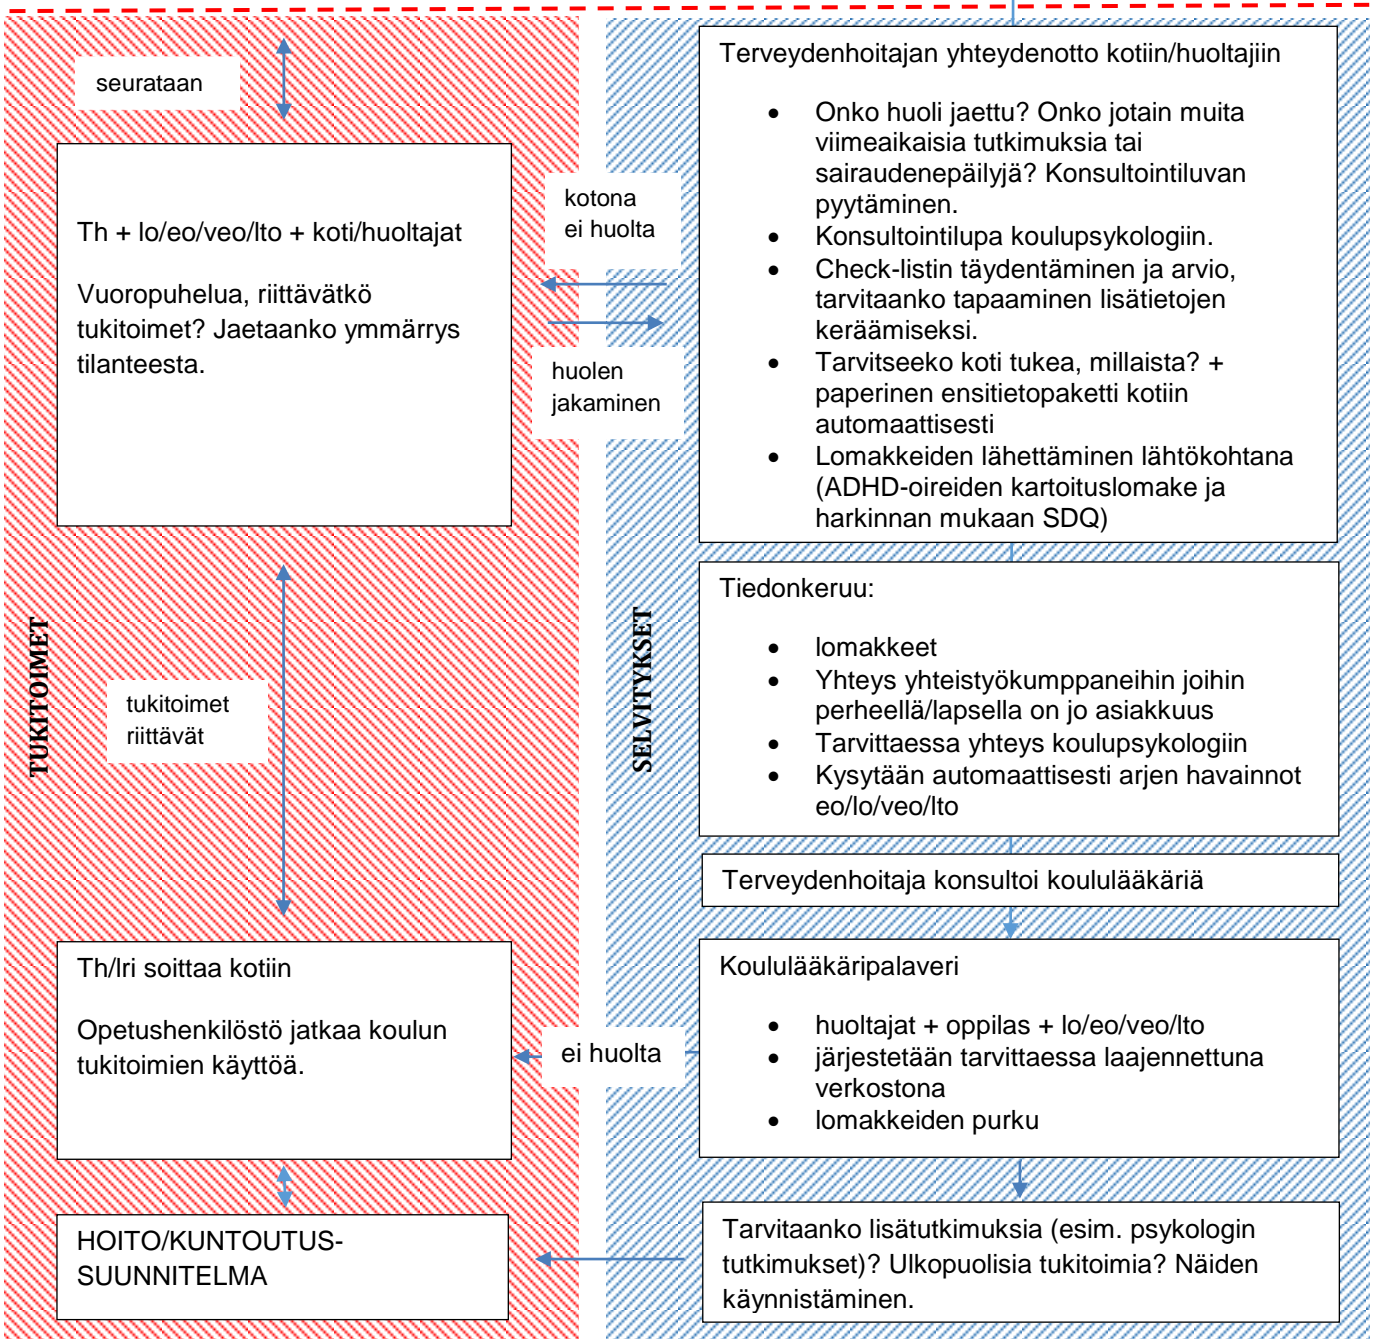 seurataan
Th + lo/eo/veo/lto + koti/huoltajat
Vuoropuhelua, riittävätkö
tukitoimet? Jaetaanko ymmärrys
tilanteesta.
kotona
ei huolta
huolen
jakaminen
TUKITOIMET
tukitoimet
riittävät
Th/lri soittaa kotiin
Opetushenkilöstö jatkaa koulun
tukitoimien käyttöä.
ei huolta
HOITO/KUNTOUTUS-
SUUNNITELMA
SELVITYKSET
Terveydenhoitajan yhteydenotto kotiin/huoltajiin
• Onko huoli jaettu? Onko jotain muita
viimeaikaisia tutkimuksia tai
sairaudenepäilyjä? Konsultointiluvan
pyytäminen.
• Konsultointilupa koulupsykologiin.
• Check-listin täydentäminen ja arvio,
tarvitaanko tapaaminen lisätietojen
keräämiseksi.
• Tarvitseeko koti tukea, millaista? +
paperinen ensitietopaketti kotiin
automaattisesti
• Lomakkeiden lähettäminen lähtökohtana
(ADHD-oireiden kartoituslomake ja
harkinnan mukaan SDQ)
Tiedonkeruu:
• lomakkeet
• Yhteys yhteistyökumppaneihin joihin
perheellä/lapsella on jo asiakkuus
• Tarvittaessa yhteys koulupsykologiin
• Kysytään automaattisesti arjen havainnot
eo/lo/veo/lto
Terveydenhoitaja konsultoi koululääkäriä
Koululääkäripalaveri
• huoltajat + oppilas + lo/eo/veo/lto
• järjestetään tarvittaessa laajennettuna
verkostona
• lomakkeiden purku
Tarvitaanko lisätutkimuksia (esim. psykologin
tutkimukset)? Ulkopuolisia tukitoimia? Näiden
käynnistäminen.